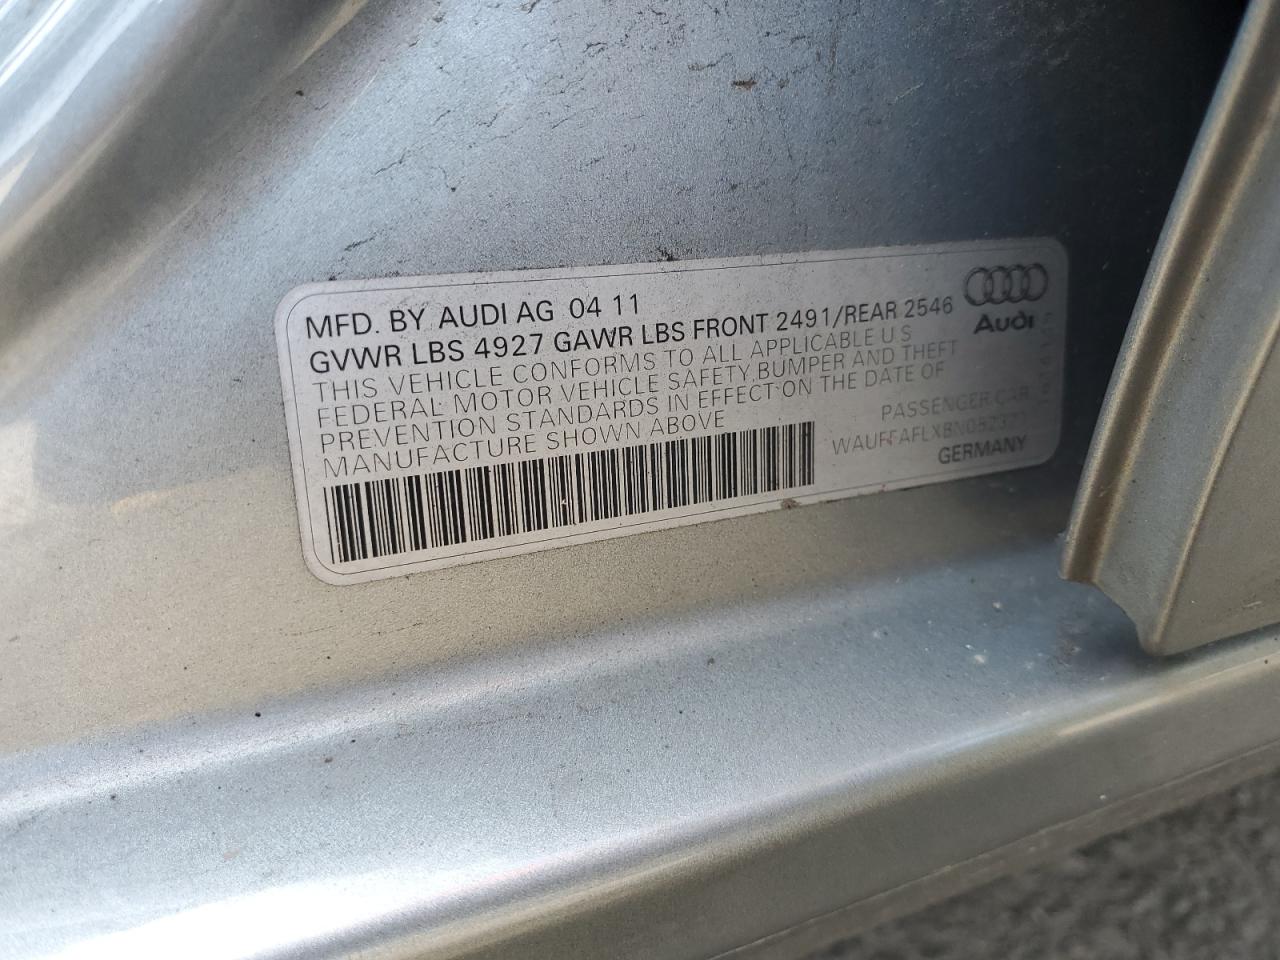 MFD. BY AUDI AG 04 11
GVWR LBS 4927 GAWR LBS FRONT 2491/REAR 2546
THIS VEHICLE CONFORMS TO ALL APPLICABLE U S
FEDERAL MOTOR VEHICLE SAFETY,BUMPER AND THEFT
PREVENTION STANDARDS IN EFFECT ON THE DATE OF
MANUFACTURE SHOWN ABOVE
Audi
PASSENGER CAR
GERMANY